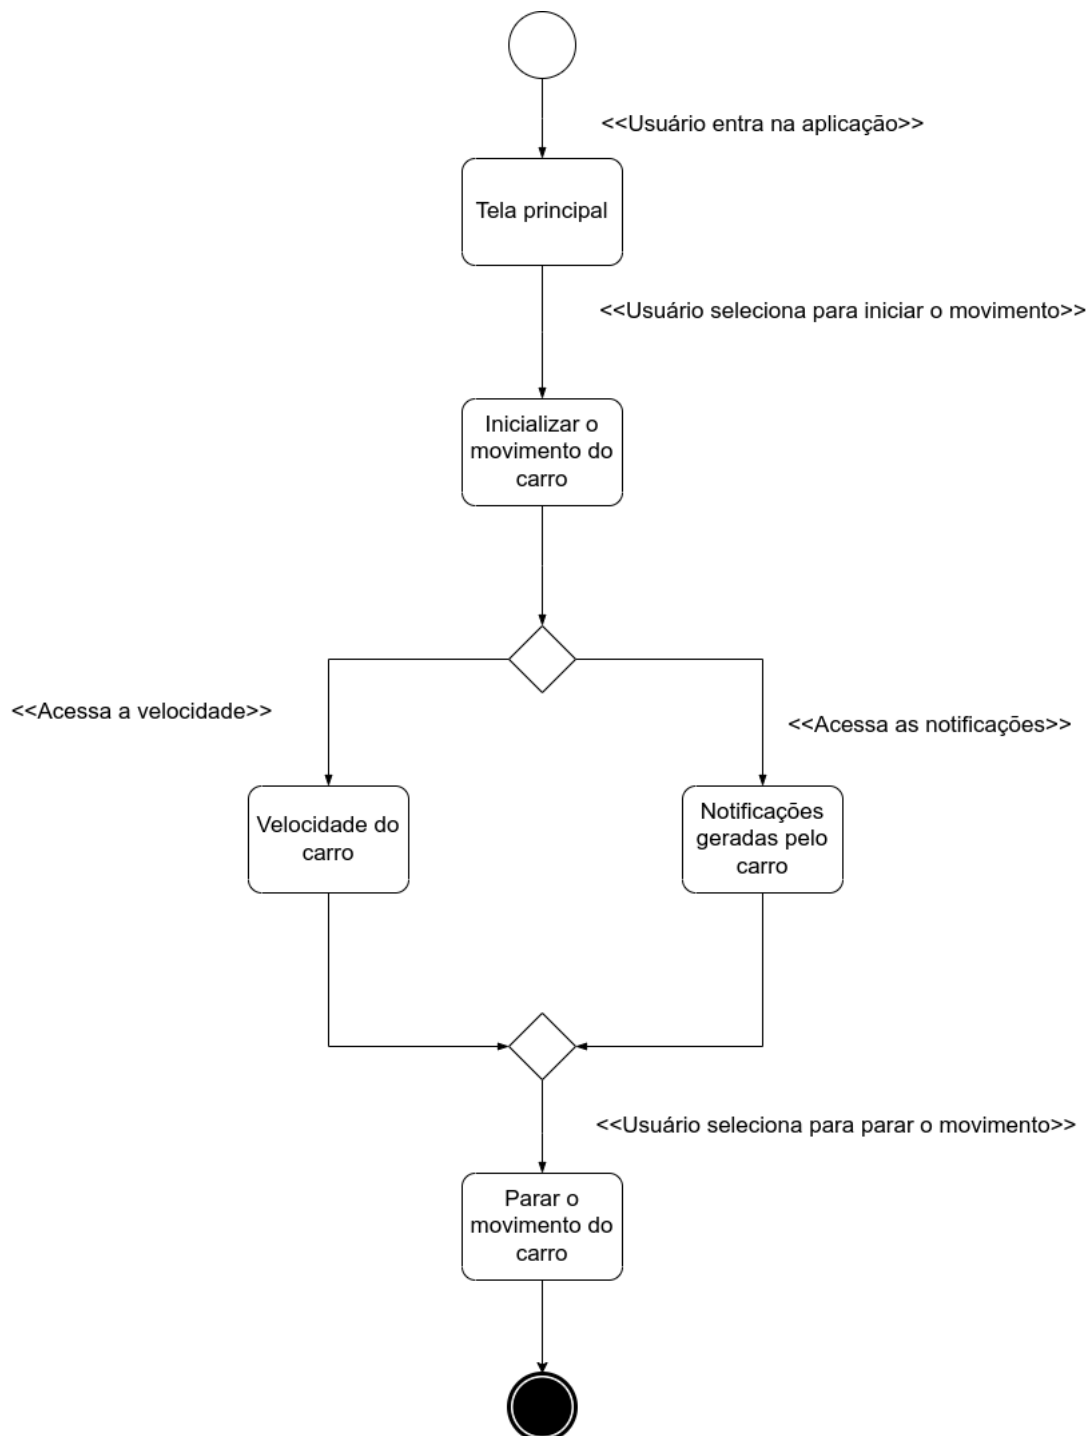 <<Usuário entra na aplicação>>
Tela principal
<<Usuário seleciona para iniciar o movimento>>
Inicializar o
movimento do
carro
<<Acessa a velocidade>>
<<Acessa as notificações>>
Velocidade do
carro
Notificações
geradas pelo
carro
<<Usuário seleciona para parar o movimento>>
Parar o
movimento do
carro